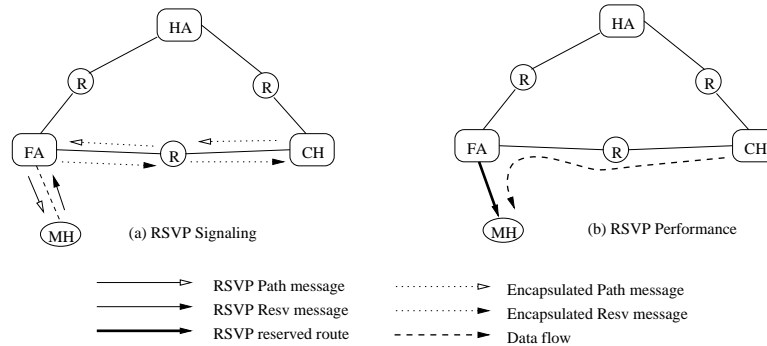 HA
HA
R
R
R
R
FA
R
CH
FA
R
CH
MH
(a) RSVP Signaling
MH
(b) RSVP Performance
RSVP Path message
Encapsulated Path message
RSVP Resv message
Encapsulated Resv message
RSVP reserved route
Data flow